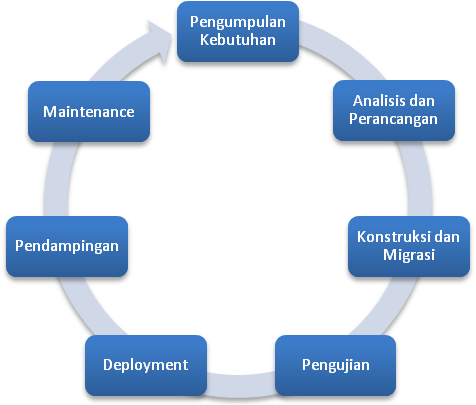 Pengumpulan
Kebutuhan
Analisis dan
Perancangan
Konstruksi dan
Migrasi
Pengujian
Deployment
Pendampingan
Maintenance